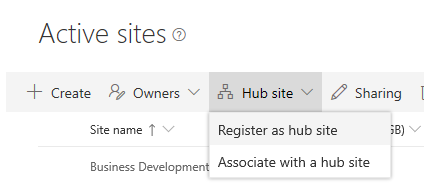 Active sites
Create Owners Hub site Sharing
Register as hub site
Site name GB)
Associate with a hub site
Business Development